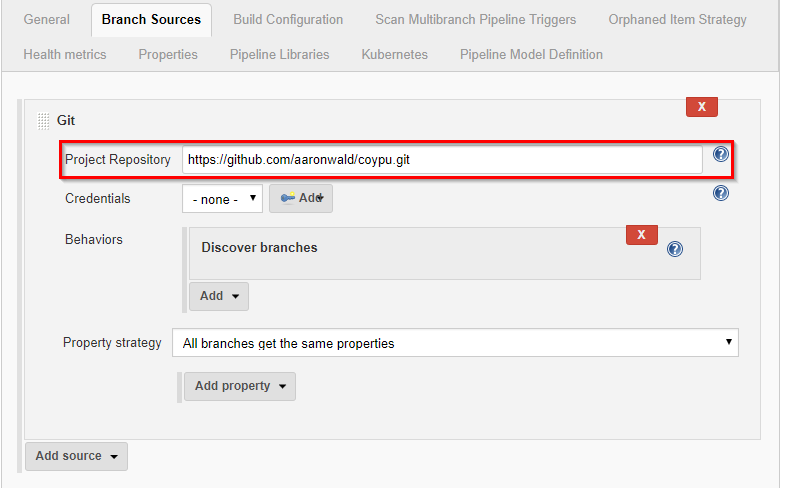 General Branch Sources Build Configuration Scan Multibranch Pipeline Triggers Orphaned Item Strategy
Health metrics Properties Pipeline Libraries Kubernetes Pipeline Model Definition
X
Git
Project Repository https://github.com/aaronwald/coypu.git ?
Credentials - none - Add ?
Behaviors
X
Discover branches ?
Add
Property strategy All branches get the same properties
Add property
Add source